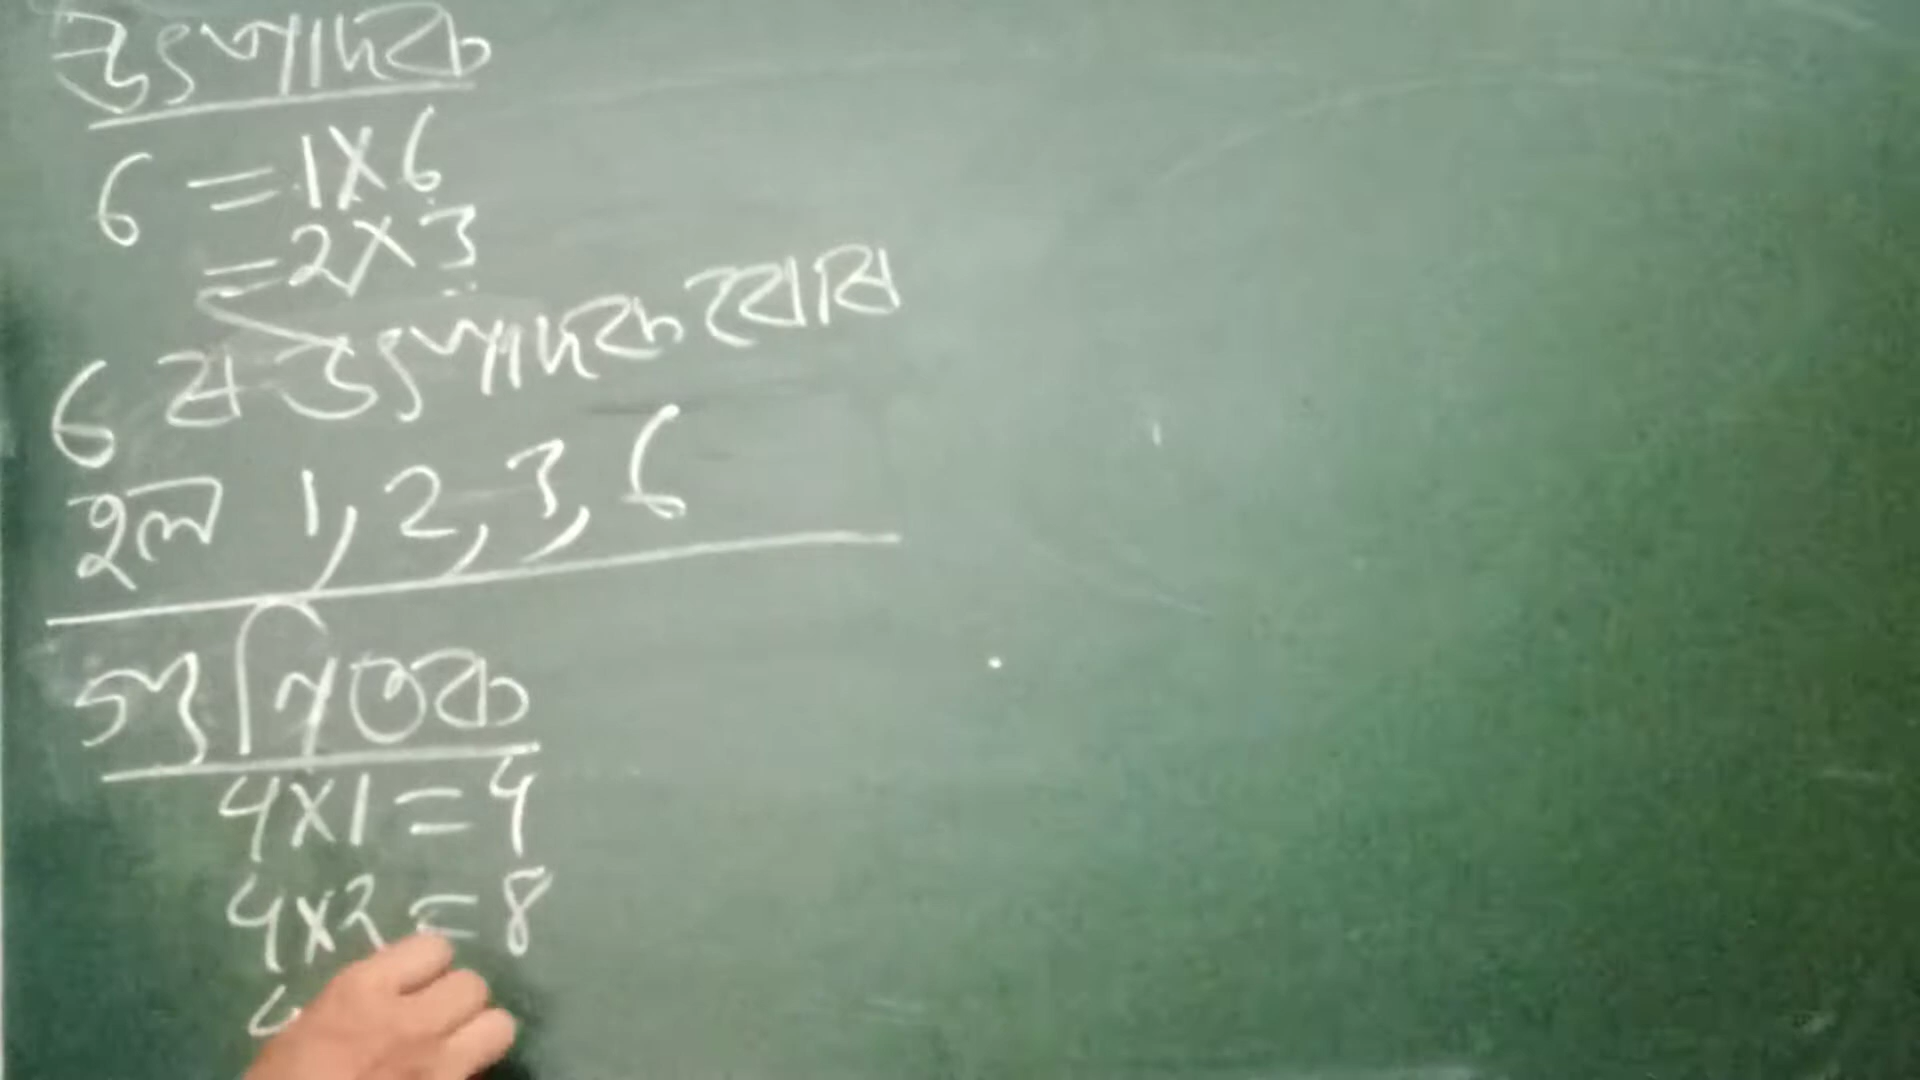 উৎপাদক
6 = 1 × 6
= 2 × 3
6 ৰ উৎপাদক বোৰ
হল 1, 2, 3, 6
গুণিতক
4 × 1 = 4
4 × 2 = 8
4